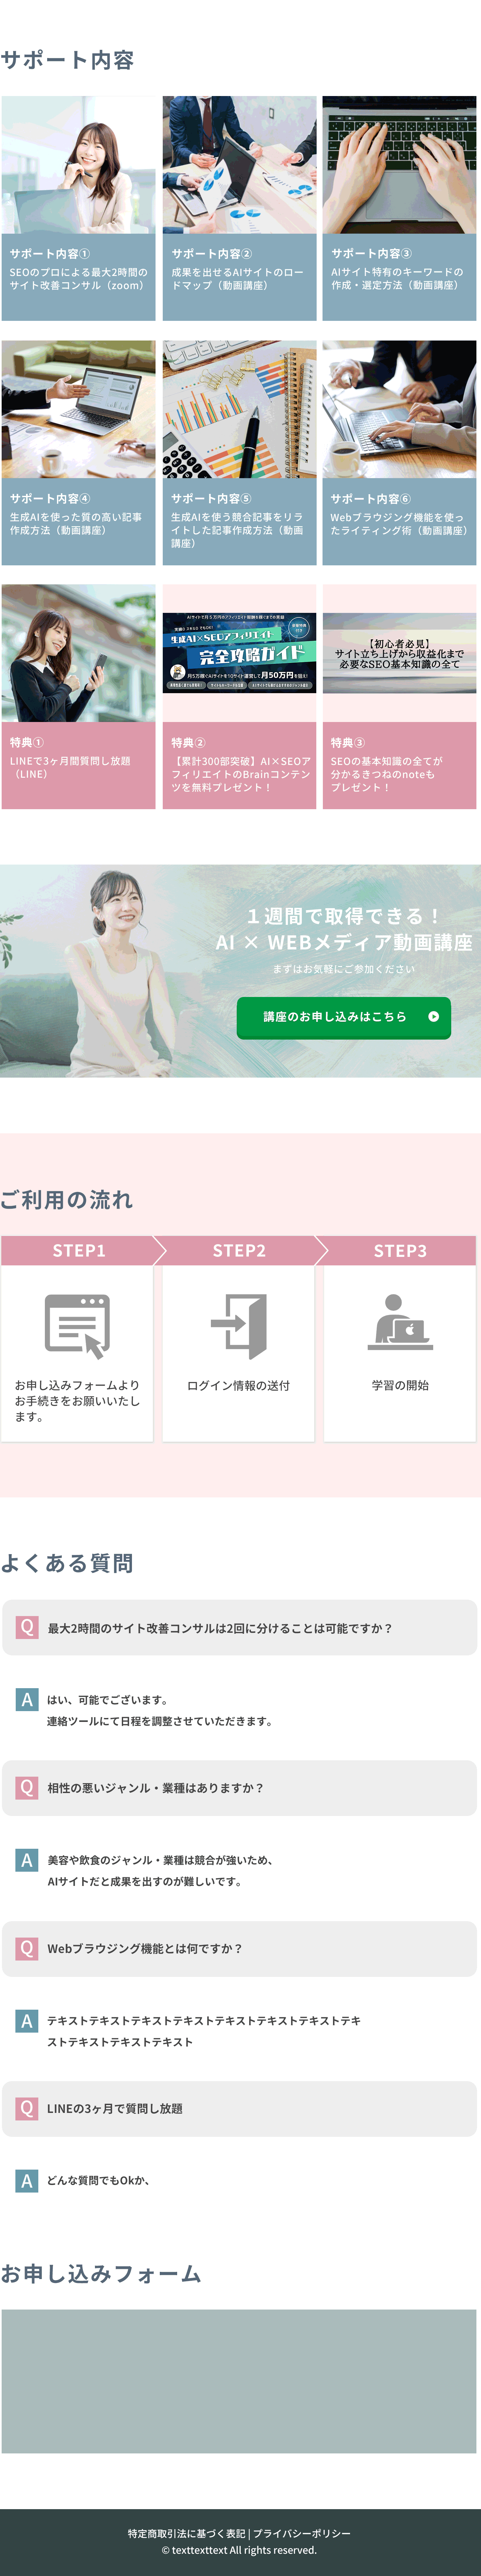 サポート内容
サポート内容①
SEOのプロによる最大2時間の
サイト改善コンサル（zoom）
サポート内容②
成果を出せるAIサイトのロー
ドマップ（動画講座）
サポート内容③
AIサイト特有のキーワードの
作成・選定方法（動画講座）
サポート内容④
生成AIを使った質の高い記事
作成方法（動画講座）
サポート内容⑤
生成AIを使う競合記事をリラ
イトした記事作成方法（動画
講座）
サポート内容⑥
Webブラウジング機能を使っ
たライティング術（動画講座）
特典①
LINEで3ヶ月間質問し放題
（LINE）
生成AI×SEOアフィリエイト
完全攻略ガイド
特典②
【累計300部突破】AI×SEOア
フィリエイトのBrainコンテン
ツを無料プレゼント！
【初心者必見】
サイト立ち上げから収益化まで
必要なSEO基本知識の全て
特典③
SEOの基本知識の全てが
分かるきつねのnoteも
プレゼント！
１週間で取得できる！
AI × WEBメディア動画講座
まずはお気軽にご参加ください
講座のお申し込みはこちら
ご利用の流れ
STEP1
STEP2
STEP3
お申し込みフォームより
お手続きをお願いいたし
ます。
ログイン情報の送付
学習の開始
よくある質問
Q 最大2時間のサイト改善コンサルは2回に分けることは可能ですか？
A はい、可能でございます。
連絡ツールにて日程を調整させていただきます。
Q 相性の悪いジャンル・業種はありますか？
A 美容や飲食のジャンル・業種は競合が強いため、
AIサイトだと成果を出すのが難しいです。
Q Webブラウジング機能とは何ですか？
A テキストテキストテキストテキストテキストテキストテキストテキ
ストテキストテキストテキスト
Q LINEの3ヶ月で質問し放題
A どんな質問でもOkか、
お申し込みフォーム
特定商取引法に基づく表記 | プライバシーポリシー
© texttexttext All rights reserved.